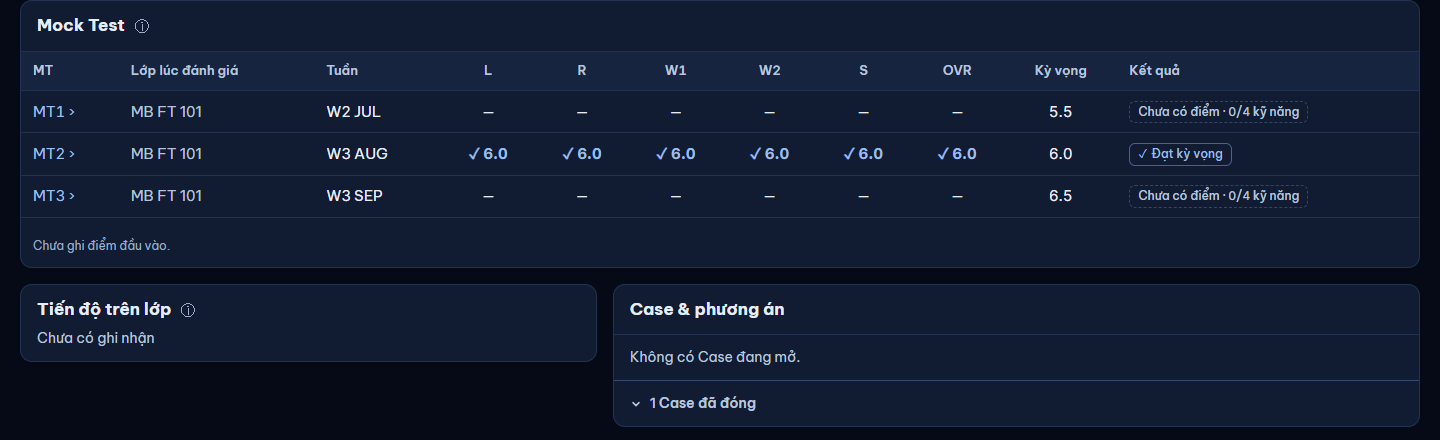 Mock Test ⓘ
MT Lớp lúc đánh giá Tuần L R W1 W2 S OVR Kỳ vọng Kết quả
MT1 › MB FT 101 W2 JUL — — — — — — 5.5 Chưa có điểm · 0/4 kỹ năng
MT2 › MB FT 101 W3 AUG ✓ 6.0 ✓ 6.0 ✓ 6.0 ✓ 6.0 ✓ 6.0 ✓ 6.0 6.0 ✓ Đạt kỳ vọng
MT3 › MB FT 101 W3 SEP — — — — — — 6.5 Chưa có điểm · 0/4 kỹ năng
Chưa ghi điểm đầu vào.
Tiến độ trên lớp ⓘ
Chưa có ghi nhận
Case & phương án
Không có Case đang mở.
1 Case đã đóng